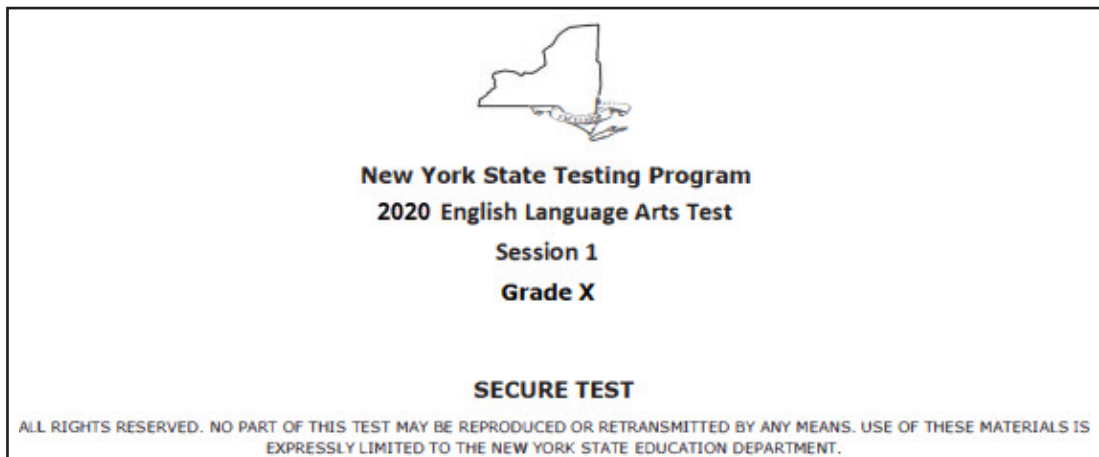 New York State Testing Program
2020 English Language Arts Test
Session 1
Grade X
SECURE TEST
ALL RIGHTS RESERVED. NO PART OF THIS TEST MAY BE REPRODUCED OR RETRANSMITTED BY ANY MEANS. USE OF THESE MATERIALS IS
EXPRESSLY LIMITED TO THE NEW YORK STATE EDUCATION DEPARTMENT.